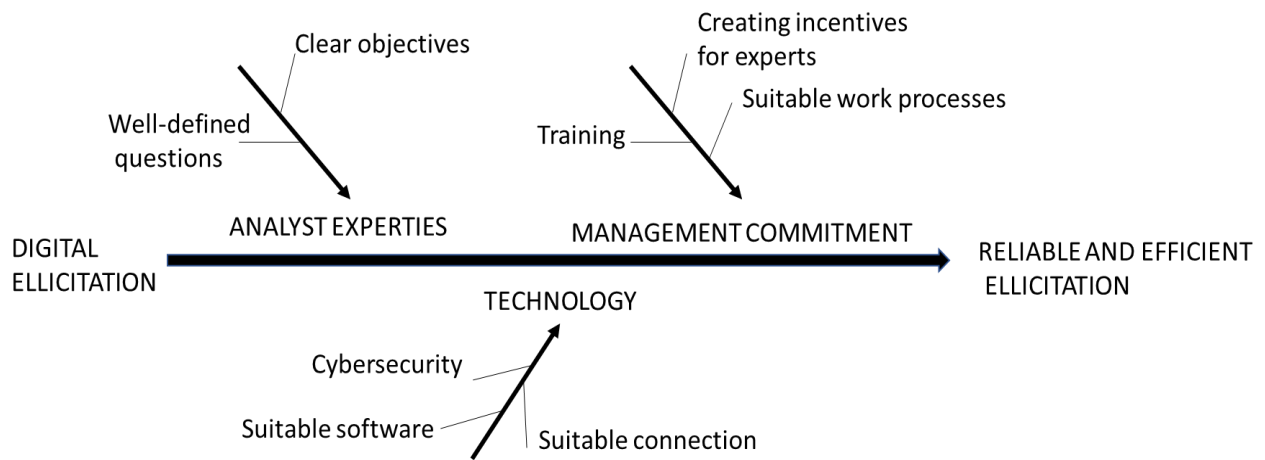 Clear objectives
Well-defined
questions
Creating incentives
for experts
Suitable work processes
Training
ANALYST EXPERTIES
MANAGEMENT COMMITMENT
DIGITAL
ELLICITATION
RELIABLE AND EFFICIENT
ELLICITATION
TECHNOLOGY
Cybersecurity
Suitable software
Suitable connection